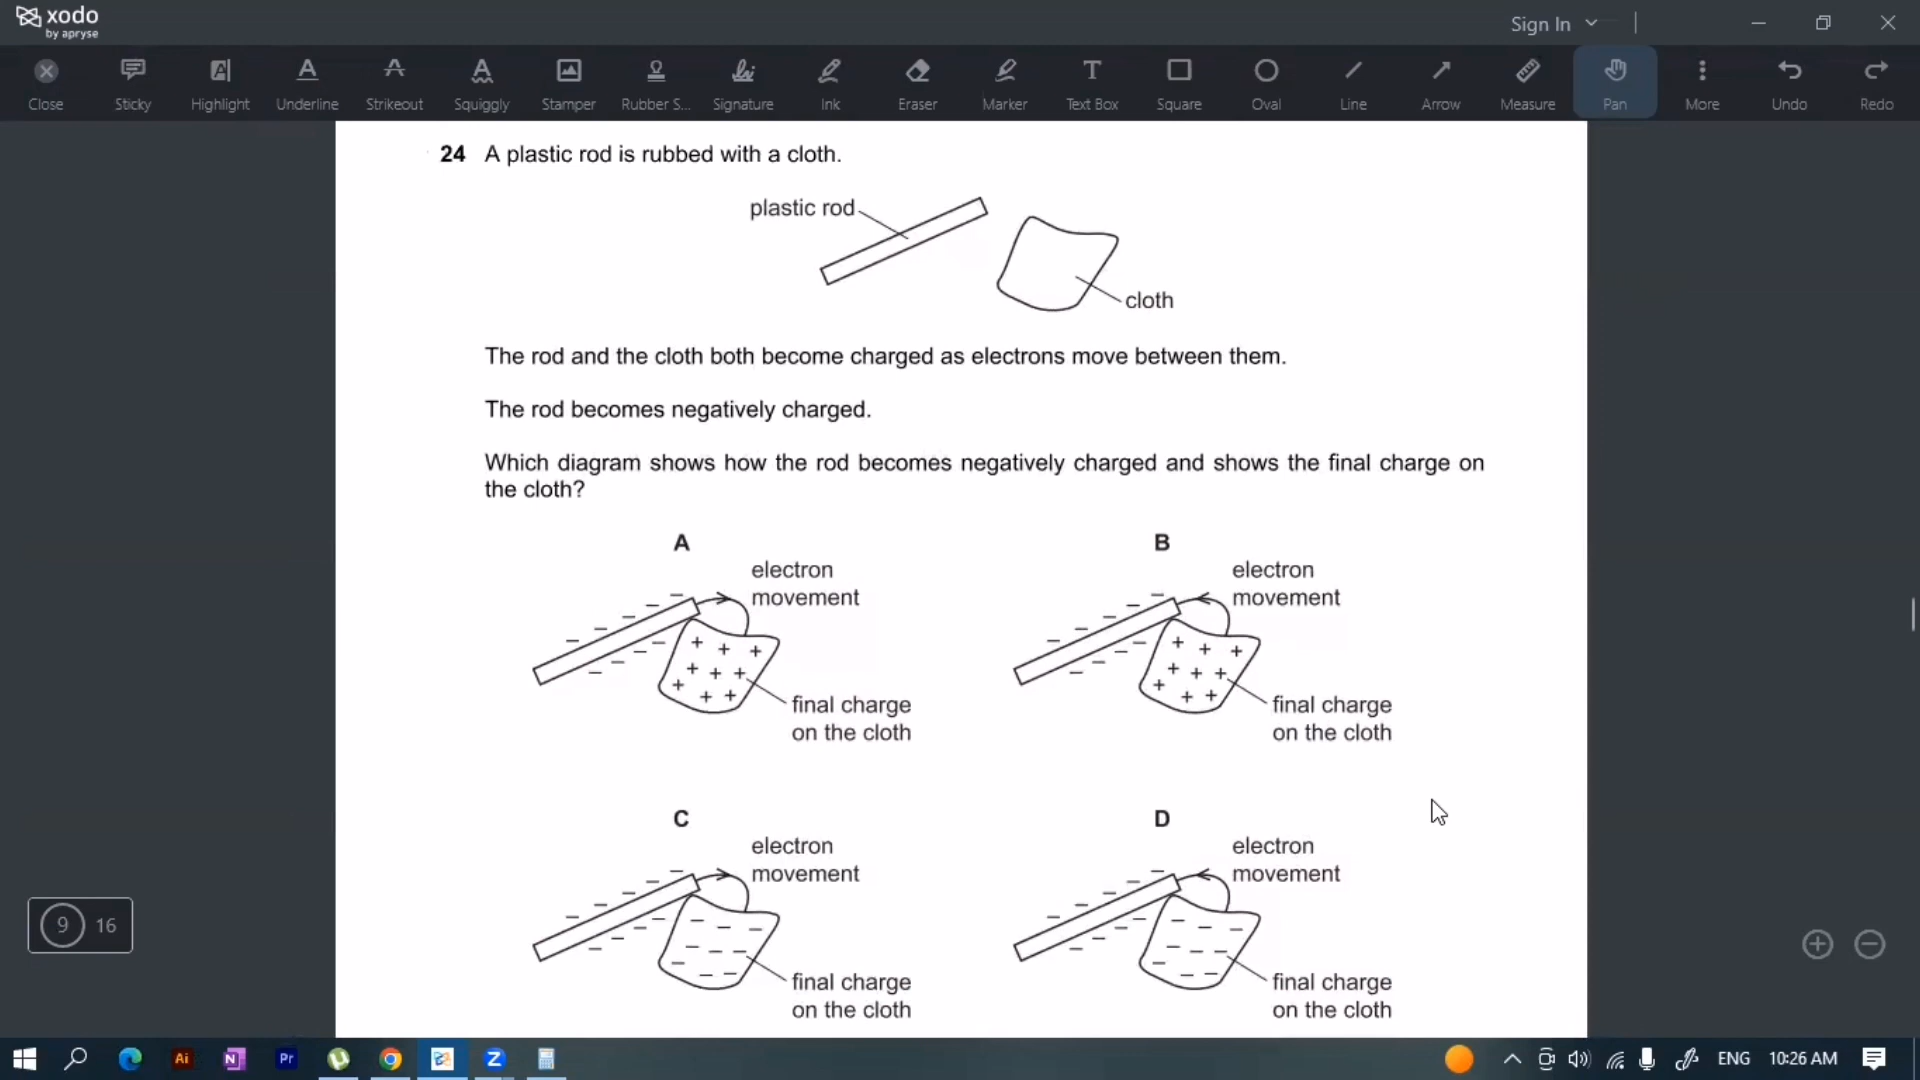 xodo
by apryse
Sign In
Close Sticky Highlight Underline Strikeout Squiggly Stamper Rubber S... Signature Ink Eraser Marker Text Box Square Oval Line Arrow Measure Pan More Undo Redo
24 A plastic rod is rubbed with a cloth.
plastic rod
cloth
The rod and the cloth both become charged as electrons move between them.
The rod becomes negatively charged.
Which diagram shows how the rod becomes negatively charged and shows the final charge on
the cloth?
A
electron
movement
final charge
on the cloth
B
electron
movement
final charge
on the cloth
C
electron
movement
final charge
on the cloth
D
electron
movement
final charge
on the cloth
9 16
Ai
N
Pr
Z
ENG 10:26 AM